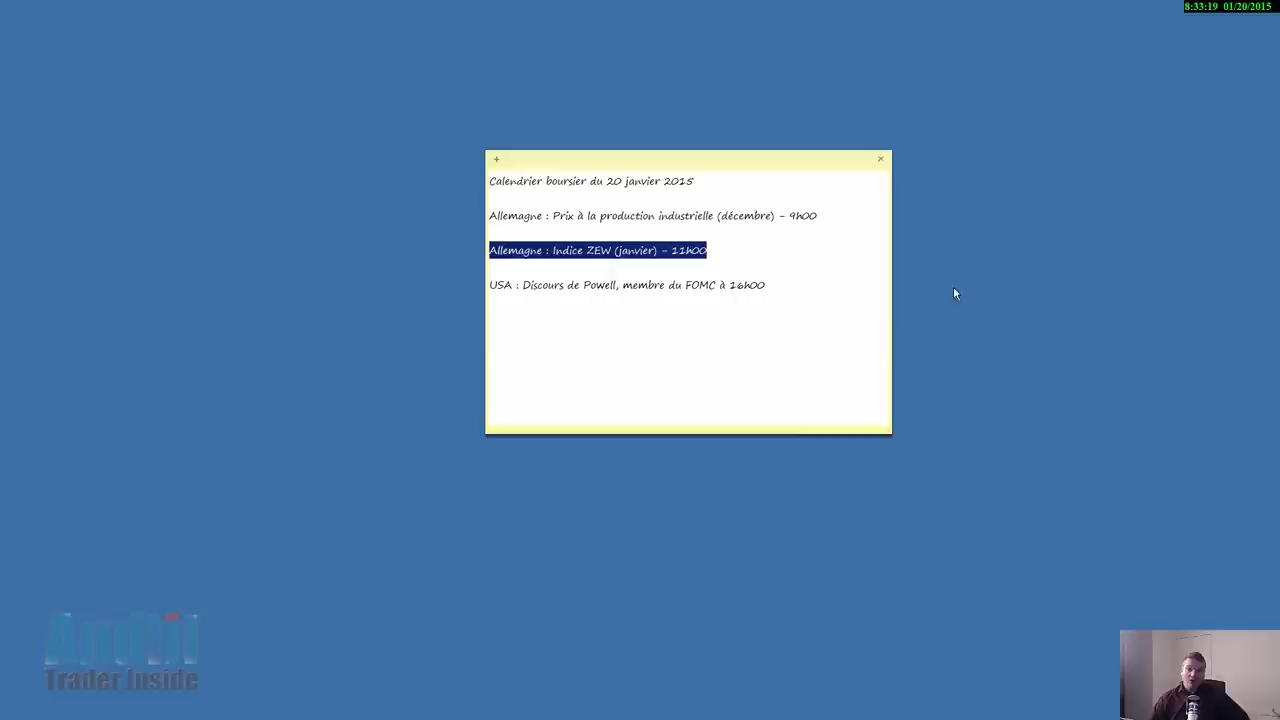 8:33:19 01/20/2015
+ ×
Calendrier boursier du 20 janvier 2015
Allemagne : Prix à la production industrielle (décembre) - 9h00
Allemagne : Indice ZEW (janvier) - 11h00
USA : Discours de Powell, membre du FOMC à 16h00
Andlil
Trader Inside